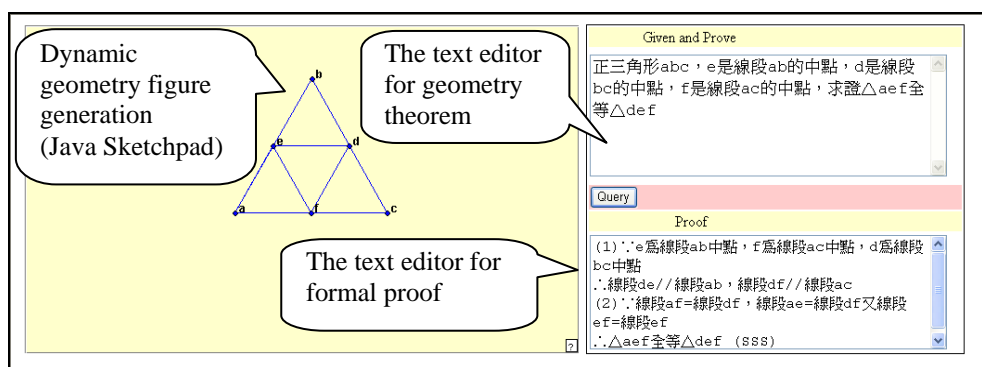 Dynamic
geometry figure
generation
(Java Sketchpad)
b
e
d
a
f
c
The text editor
for geometry
theorem
The text editor for
formal proof
?
Given and Prove
正三角形abc，e是線段ab的中點，d是線段
bc的中點，f是線段ac的中點，求證△aef全
等△def
Query
Proof
(1)∵e為線段ab中點，f為線段ac中點，d為線段
bc中點
∴線段de//線段ab，線段df//線段ac
(2)∵線段af=線段df，線段ae=線段df又線段
ef=線段ef
∴△aef全等△def (SSS)